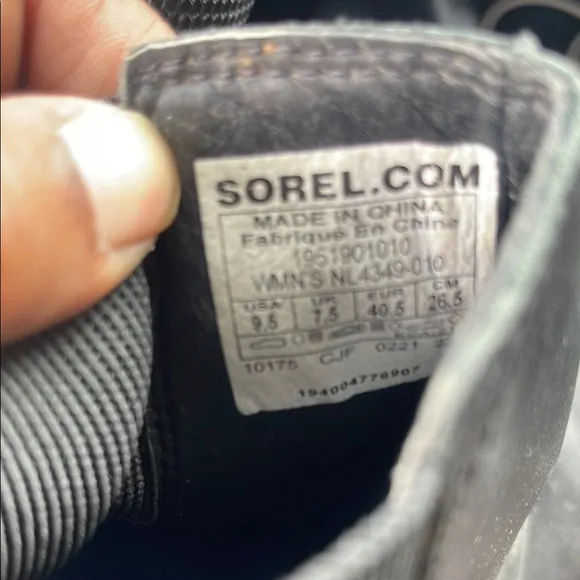 SOREL.COM
MADE IN CHINA
Fabriqué En Chine
1951901010
WMN'S NL4349-010
USA UK EUR CM
9.5 7.5 40.5 26.5
10175 CJF 0221
194004776907